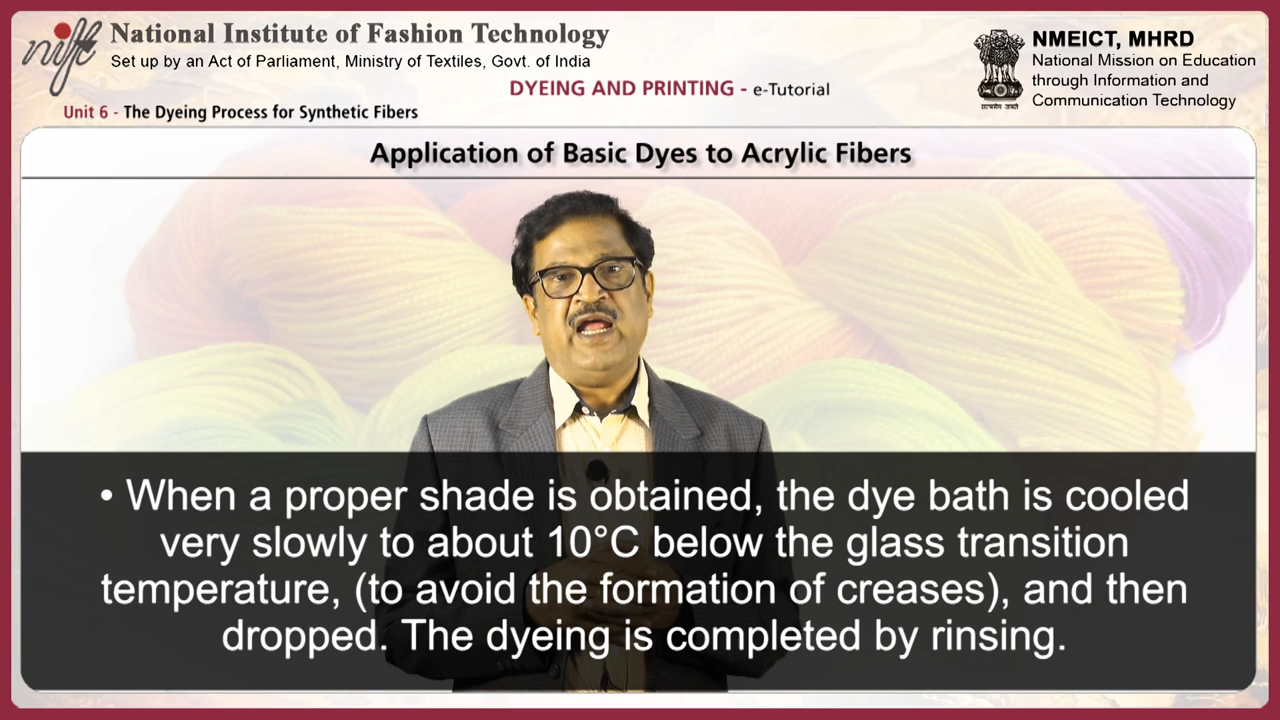 nift
National Institute of Fashion Technology
Set up by an Act of Parliament, Ministry of Textiles, Govt. of India
DYEING AND PRINTING - e-Tutorial
Unit 6 - The Dyeing Process for Synthetic Fibers
सत्यमेव जयते
NMEICT, MHRD
National Mission on Education
through Information and
Communication Technology
Application of Basic Dyes to Acrylic Fibers
• When a proper shade is obtained, the dye bath is cooled
very slowly to about 10°C below the glass transition
temperature, (to avoid the formation of creases), and then
dropped. The dyeing is completed by rinsing.